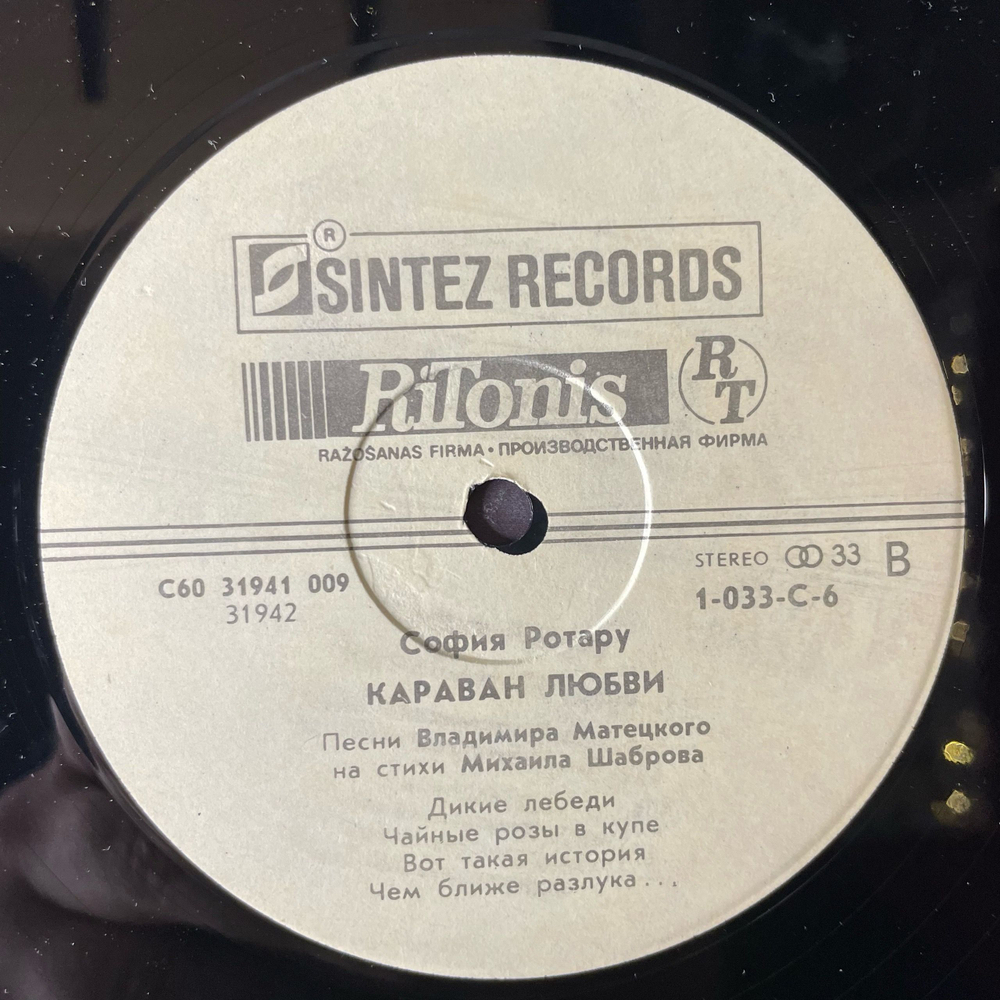 ®
SINTEZ RECORDS
RiTonis RT
RAŽOŠANAS FIRMA • ПРОИЗВОДСТВЕННАЯ ФИРМА
STEREO 33 B
С60 31941 009
1-033-С-6
31942
София Ротару
КАРАВАН ЛЮБВИ
Песни Владимира Матецкого
на стихи Михаила Шаброва
Дикие лебеди
Чайные розы в купе
Вот такая история
Чем ближе разлука...